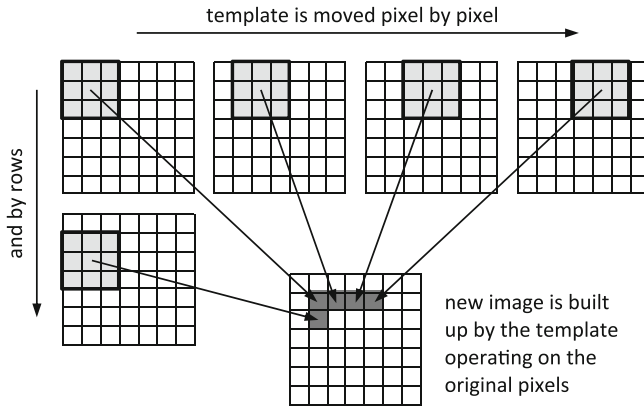 template is moved pixel by pixel
and by rows
new image is built
up by the template
operating on the
original pixels